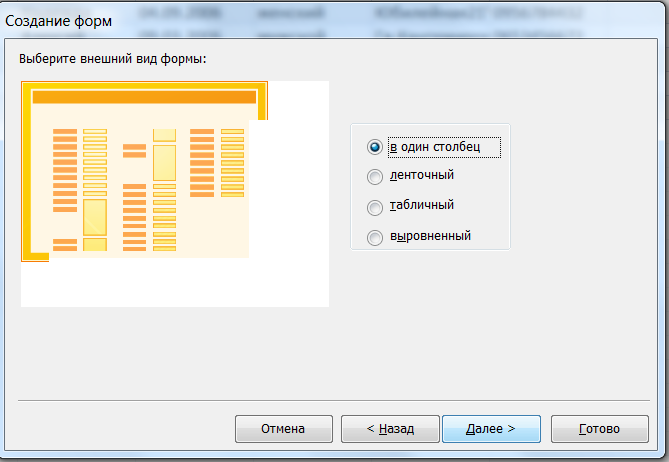 Создание форм
Выберите внешний вид формы:
в один столбец
ленточный
табличный
выровненный
Отмена
< Назад
Далее >
Готово